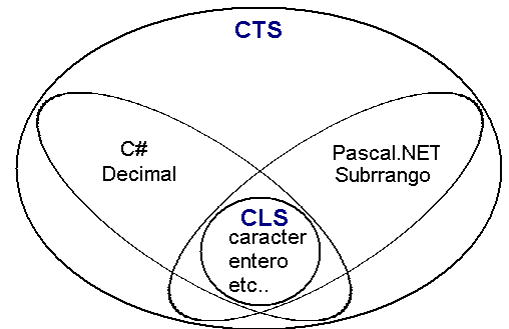 CTS
C#
Decimal
Pascal.NET
Subrrango
CLS
caracter
entero
etc..